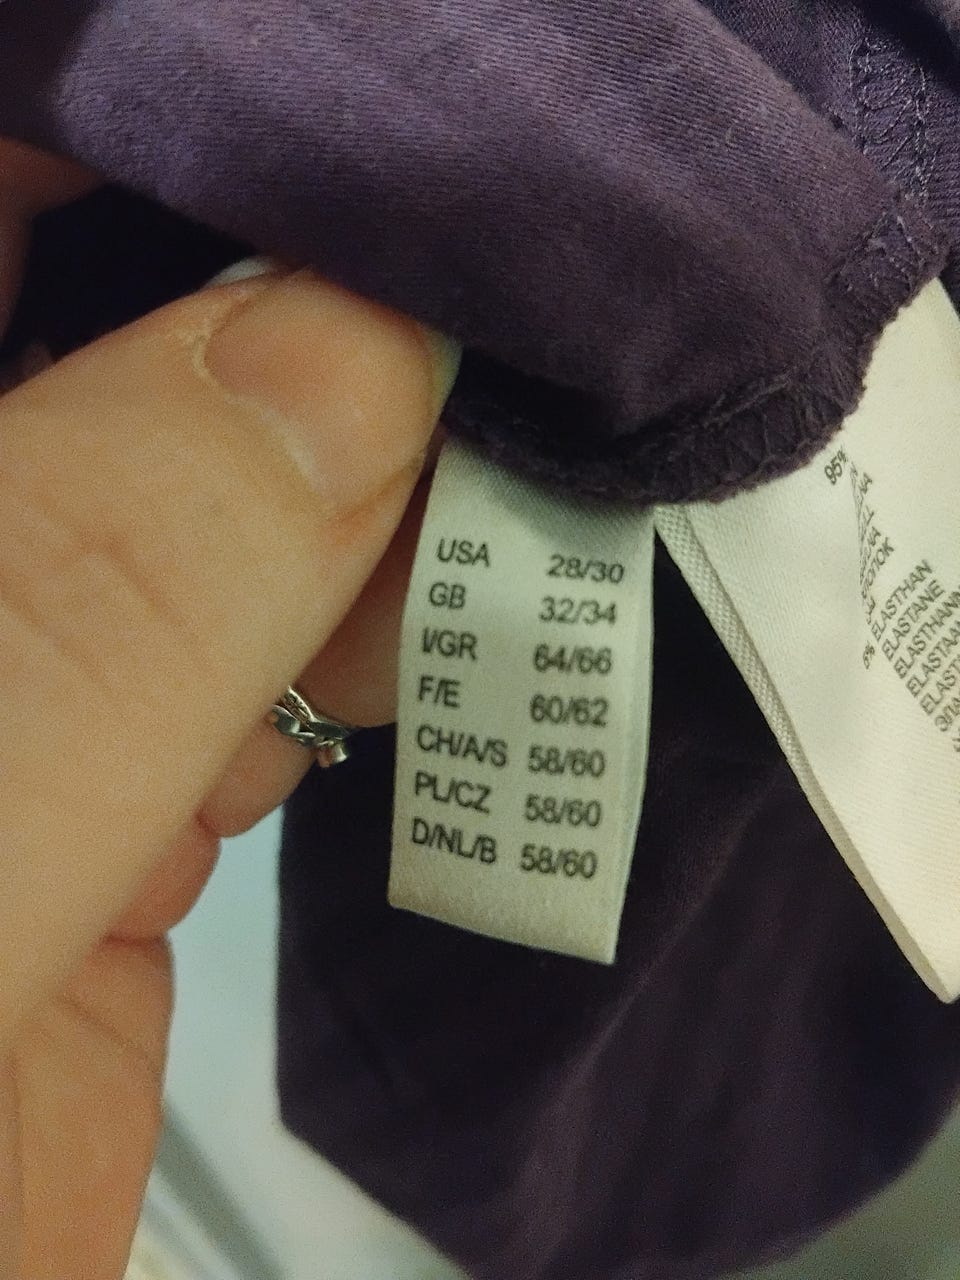 USA 28/30
GB 32/34
I/GR 64/66
F/E 60/62
CH/A/S 58/60
PL/CZ 58/60
D/NL/B 58/60
95%
ELASTHAN
ELASTANE